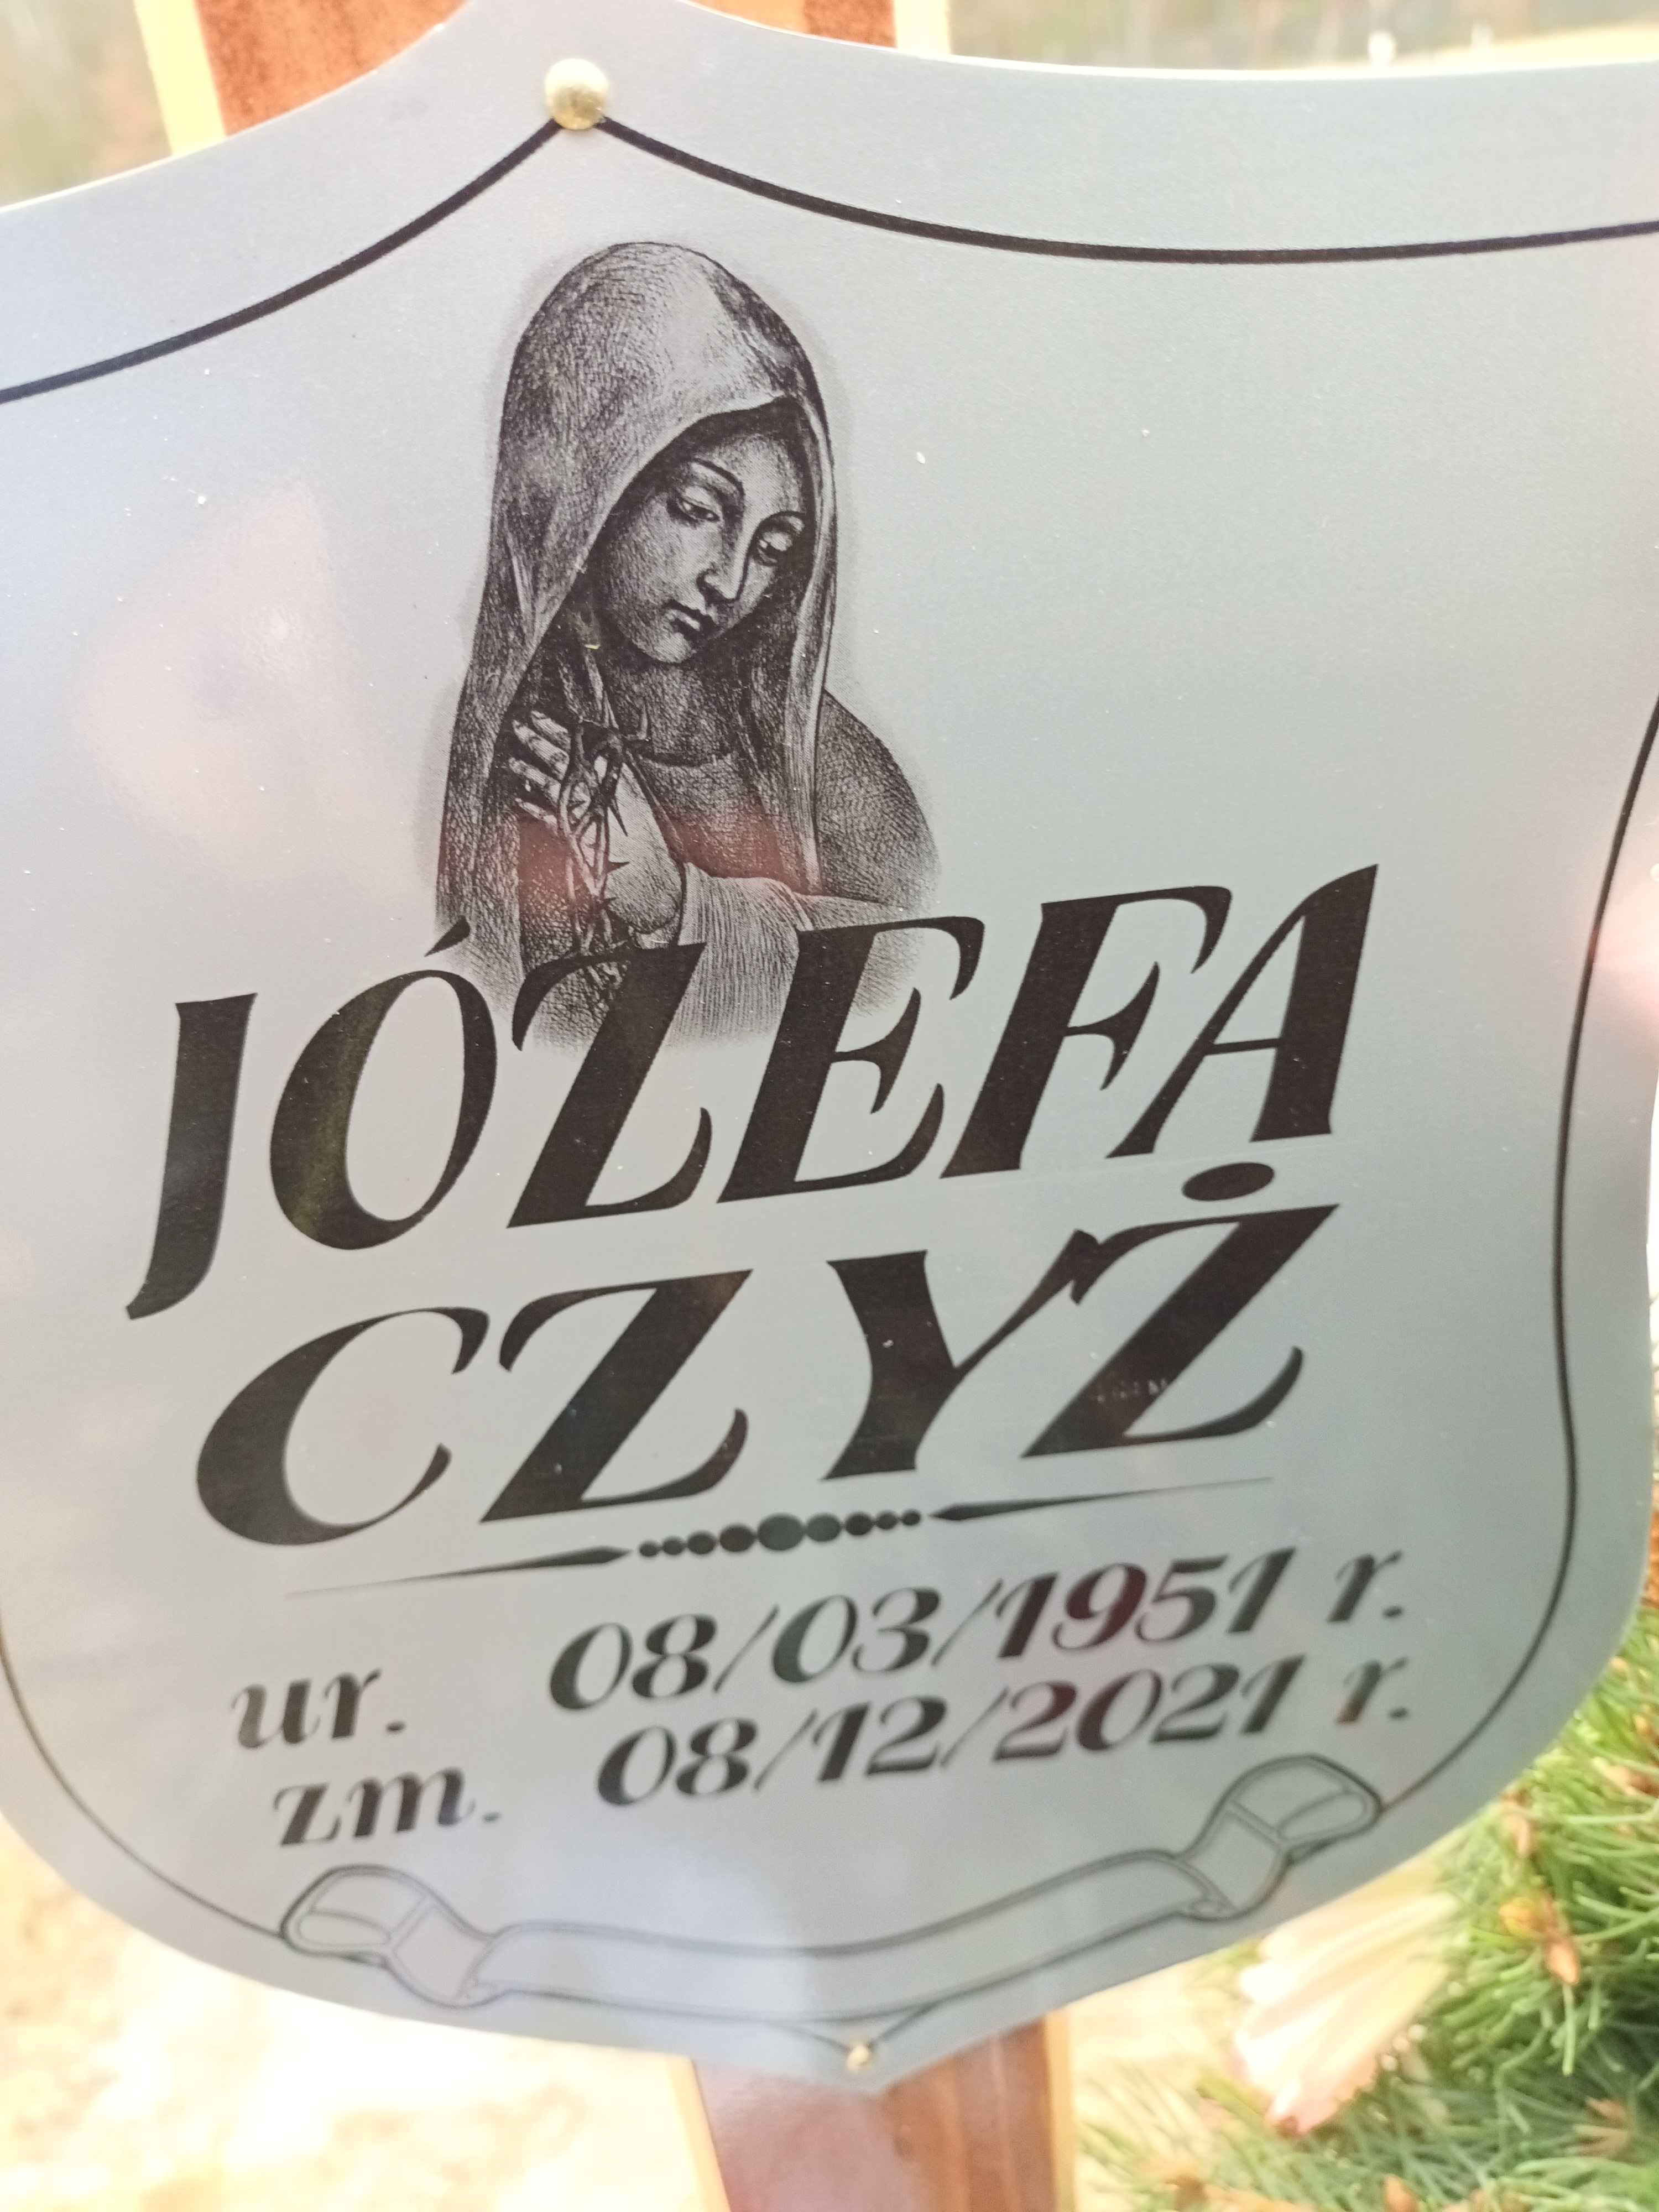 JÓZEFA
CZYŻ
ur. 08/03/1951 r.
zm. 08/12/2021 r.